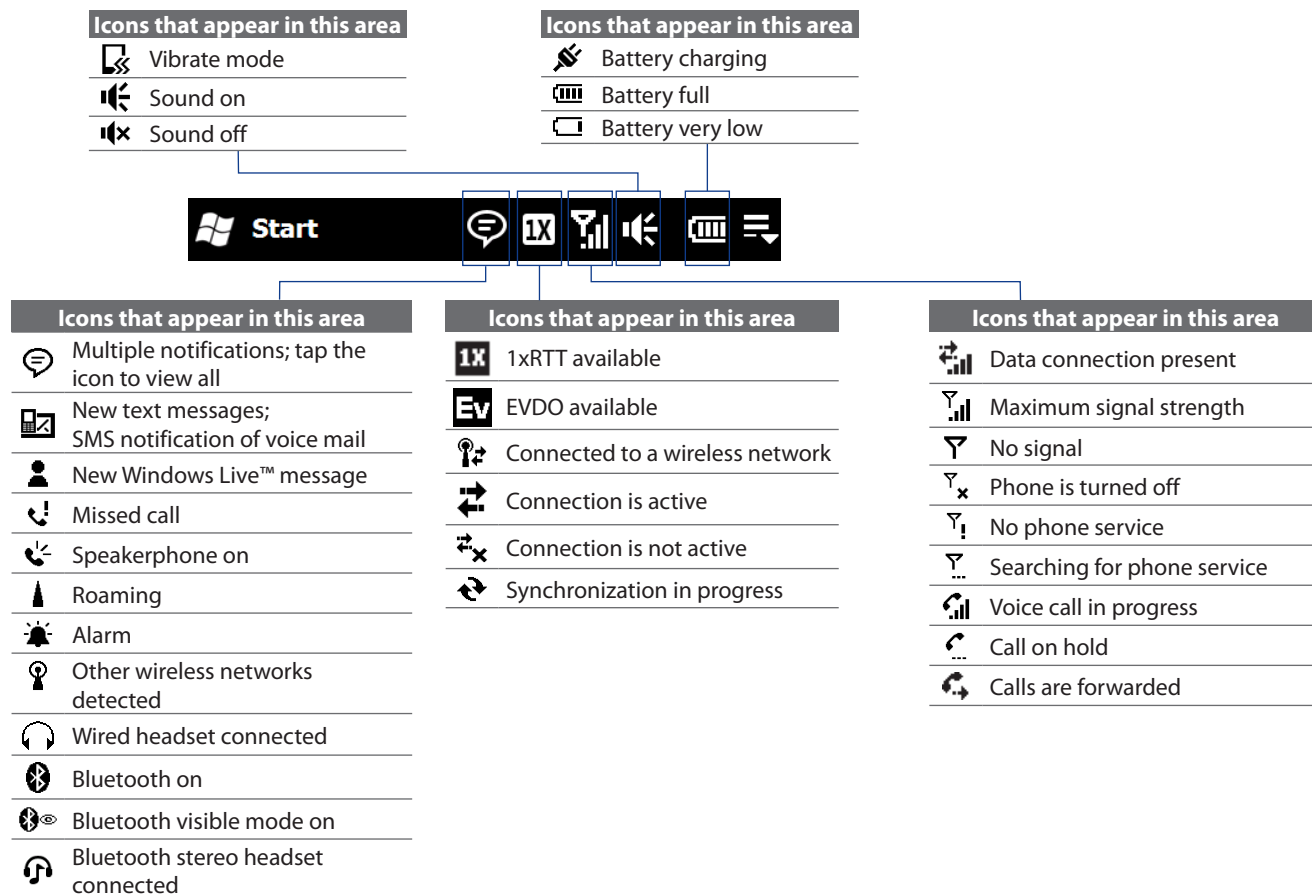 Icons that appear in this area
Vibrate mode
Sound on
Sound off
Icons that appear in this area
Battery charging
Battery full
Battery very low
Start
1X
Icons that appear in this area
Multiple notifications; tap the
icon to view all
New text messages;
SMS notification of voice mail
New Windows Live™ message
Missed call
Speakerphone on
Roaming
Alarm
Other wireless networks
detected
Wired headset connected
Bluetooth on
Bluetooth visible mode on
Bluetooth stereo headset
connected
Icons that appear in this area
1X 1xRTT available
Ev EVDO available
Connected to a wireless network
Connection is active
Connection is not active
Synchronization in progress
Icons that appear in this area
Data connection present
Maximum signal strength
No signal
Phone is turned off
No phone service
Searching for phone service
Voice call in progress
Call on hold
Calls are forwarded